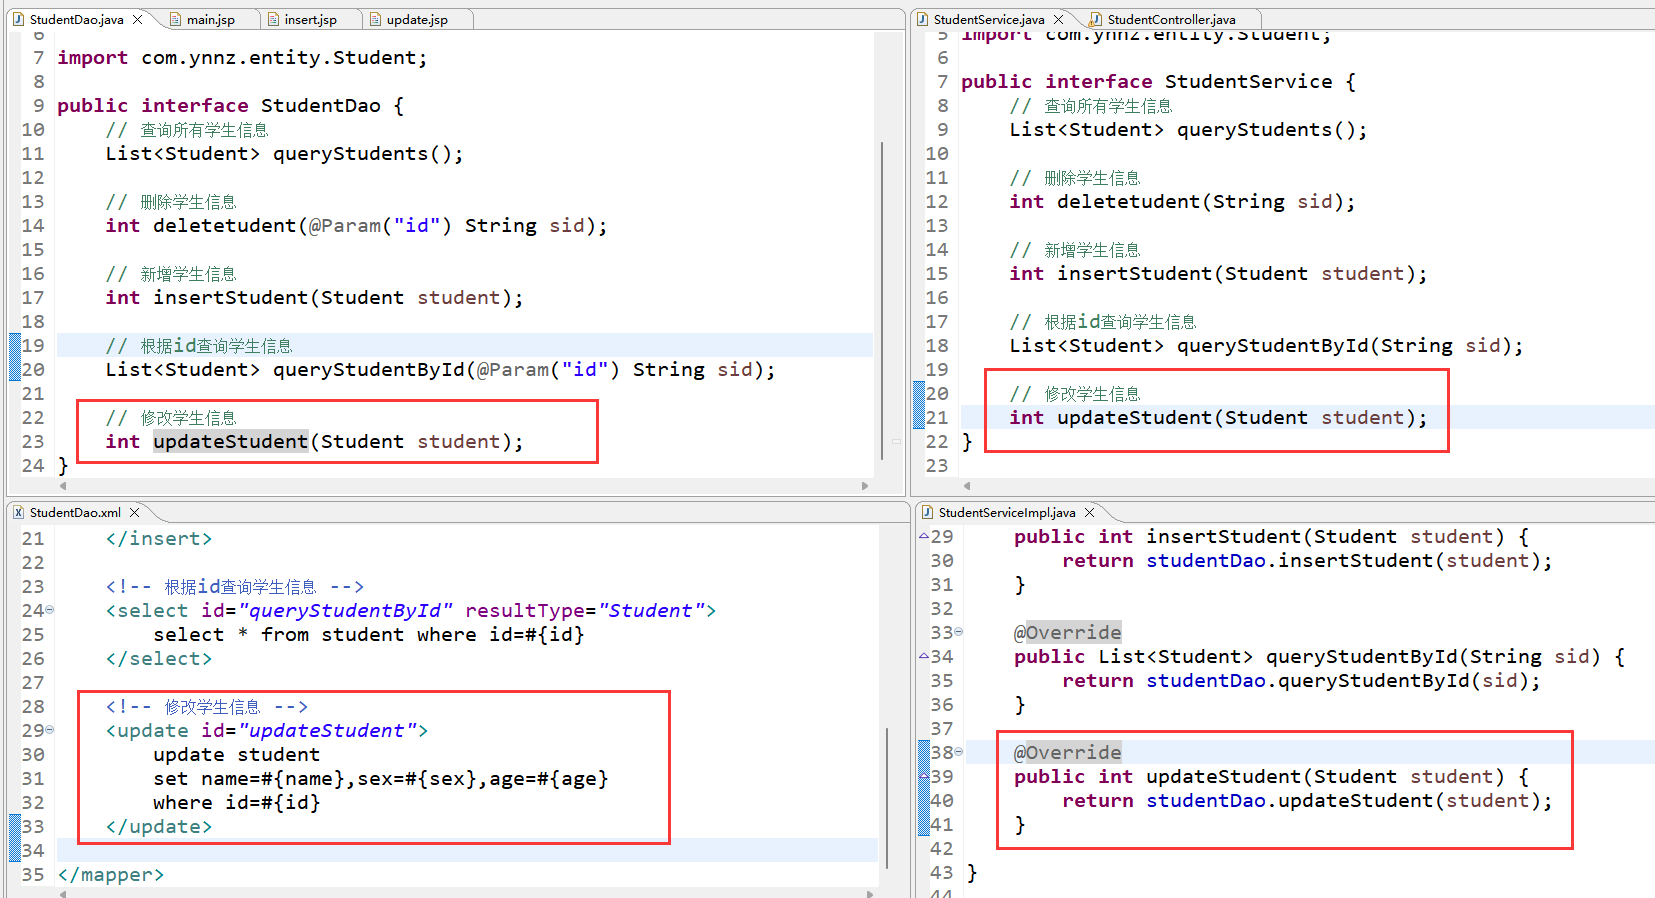 StudentDao.java
main.jsp
insert.jsp
update.jsp
6
7 import com.ynnz.entity.Student;
8
9 public interface StudentDao {
10 // 查询所有学生信息
11 List<Student> queryStudents();
12
13 // 删除学生信息
14 int deletetudent(@Param("id") String sid);
15
16 // 新增学生信息
17 int insertStudent(Student student);
18
19 // 根据id查询学生信息
20 List<Student> queryStudentById(@Param("id") String sid);
21
22 // 修改学生信息
23 int updateStudent(Student student);
24 }
StudentService.java
StudentController.java
5 import com.ynnz.entity.Student;
6
7 public interface StudentService {
8 // 查询所有学生信息
9 List<Student> queryStudents();
10
11 // 删除学生信息
12 int deletetudent(String sid);
13
14 // 新增学生信息
15 int insertStudent(Student student);
16
17 // 根据id查询学生信息
18 List<Student> queryStudentById(String sid);
19
20 // 修改学生信息
21 int updateStudent(Student student);
22 }
23
StudentDao.xml
21 </insert>
22
23 <!-- 根据id查询学生信息 -->
24 <select id="queryStudentById" resultType="Student">
25 select * from student where id=#{id}
26 </select>
27
28 <!-- 修改学生信息 -->
29 <update id="updateStudent">
30 update student
31 set name=#{name},sex=#{sex},age=#{age}
32 where id=#{id}
33 </update>
34
35 </mapper>
StudentServiceImpl.java
29 public int insertStudent(Student student) {
30 return studentDao.insertStudent(student);
31 }
32
33 @Override
34 public List<Student> queryStudentById(String sid) {
35 return studentDao.queryStudentById(sid);
36 }
37
38 @Override
39 public int updateStudent(Student student) {
40 return studentDao.updateStudent(student);
41 }
42
43 }
44